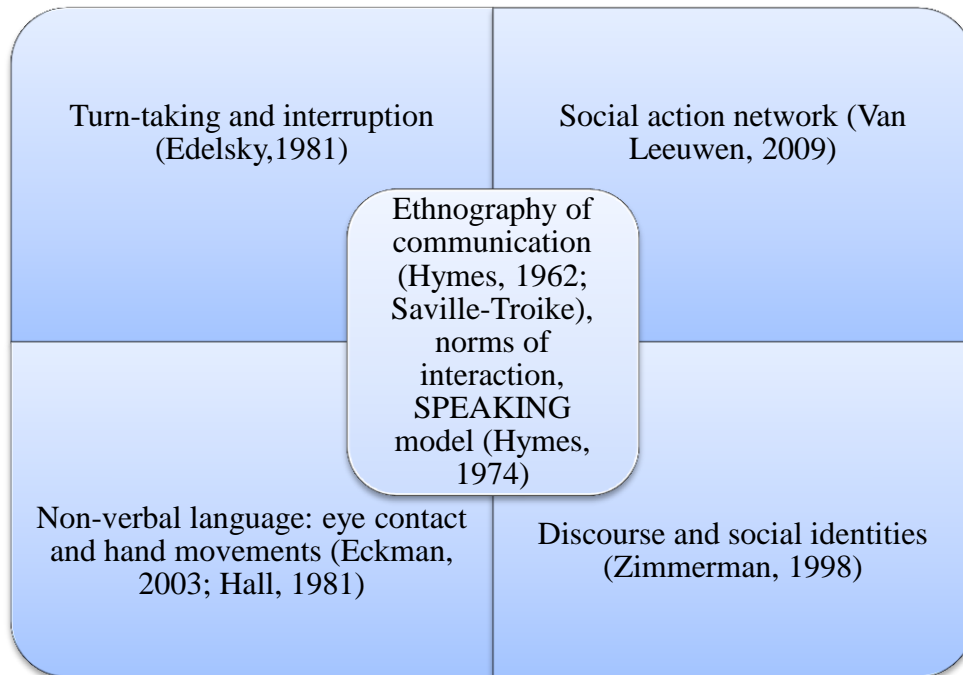 Turn-taking and interruption
(Edelsky,1981)
Social action network (Van
Leeuwen, 2009)
Ethnography of
communication
(Hymes, 1962;
Saville-Troike),
norms of
interaction,
SPEAKING
model (Hymes,
1974)
Non-verbal language: eye contact
and hand movements (Eckman,
2003; Hall, 1981)
Discourse and social identities
(Zimmerman, 1998)